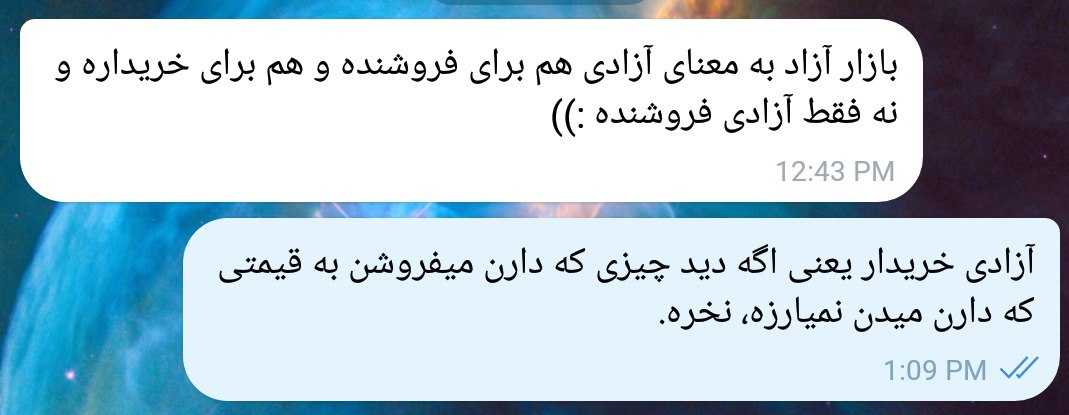 بازار آزاد به معنای آزادی هم برای فروشنده و هم برای خریداره و
نه فقط آزادی فروشنده :))
12:43 PM
آزادی خریدار یعنی اگه دید چیزی که دارن میفروشن به قیمتی
که دارن میدن نمیارزه، نخره.
1:09 PM